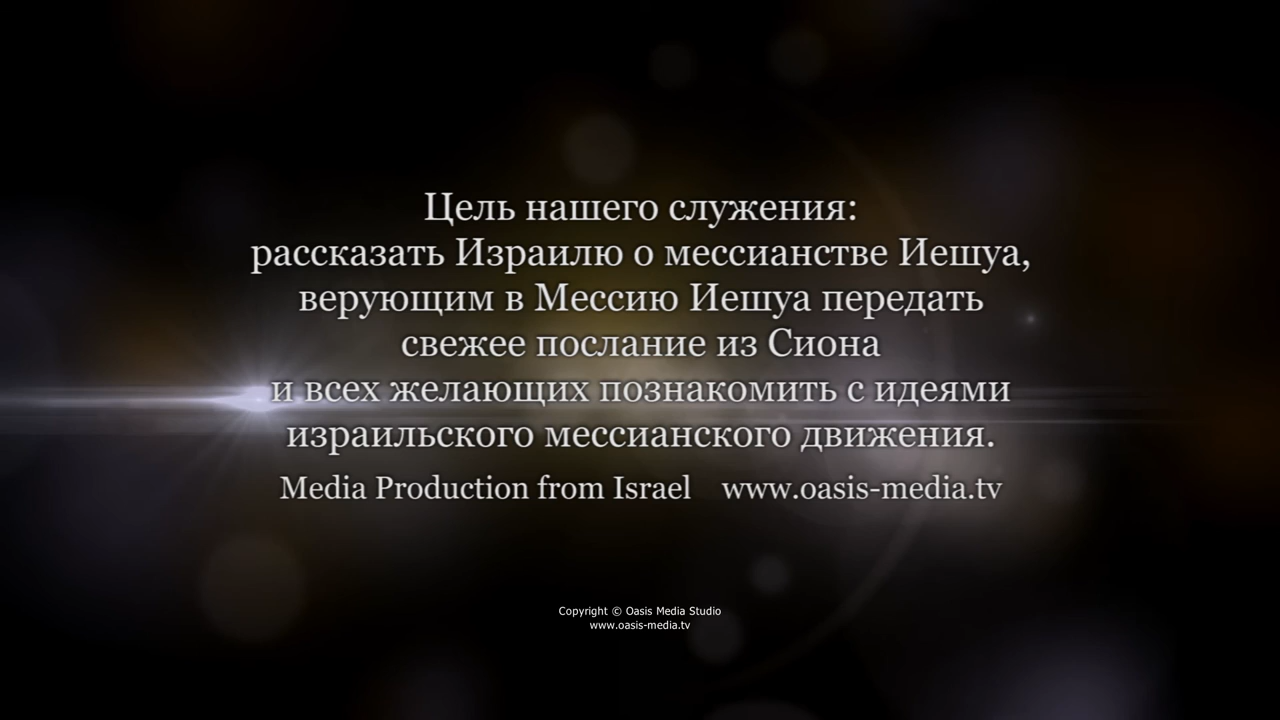 Цель нашего служения:
рассказать Израилю о мессианстве Иешуа,
верующим в Мессию Иешуа передать
свежее послание из Сиона
и всех желающих познакомить с идеями
израильского мессианского движения.
Media Production from Israel www.oasis-media.tv
Copyright © Oasis Media Studio
www.oasis-media.tv